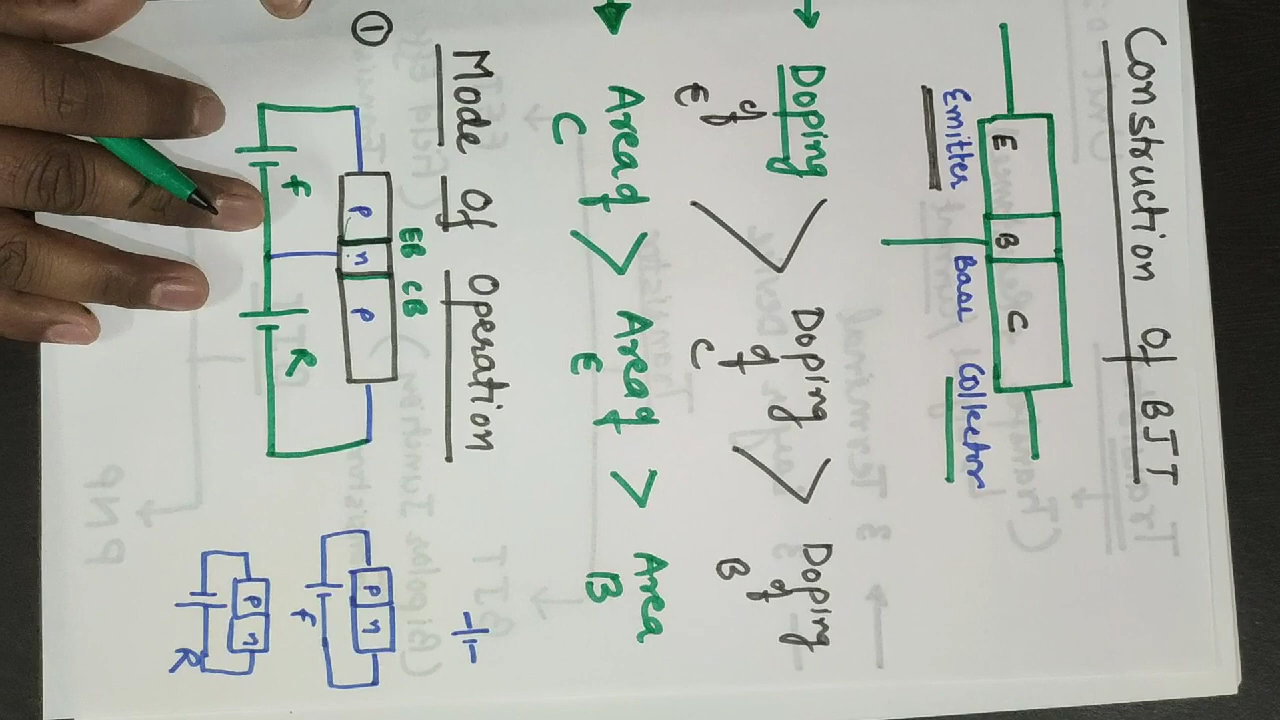 Construction Of BJT
E B C
Emitter Base Collector
Doping of E > Doping of C > Doping of B
Area of C > Area of E > Area B
Mode Of Operation
①
EB CB
p n p
F R
p n
F
p n
R